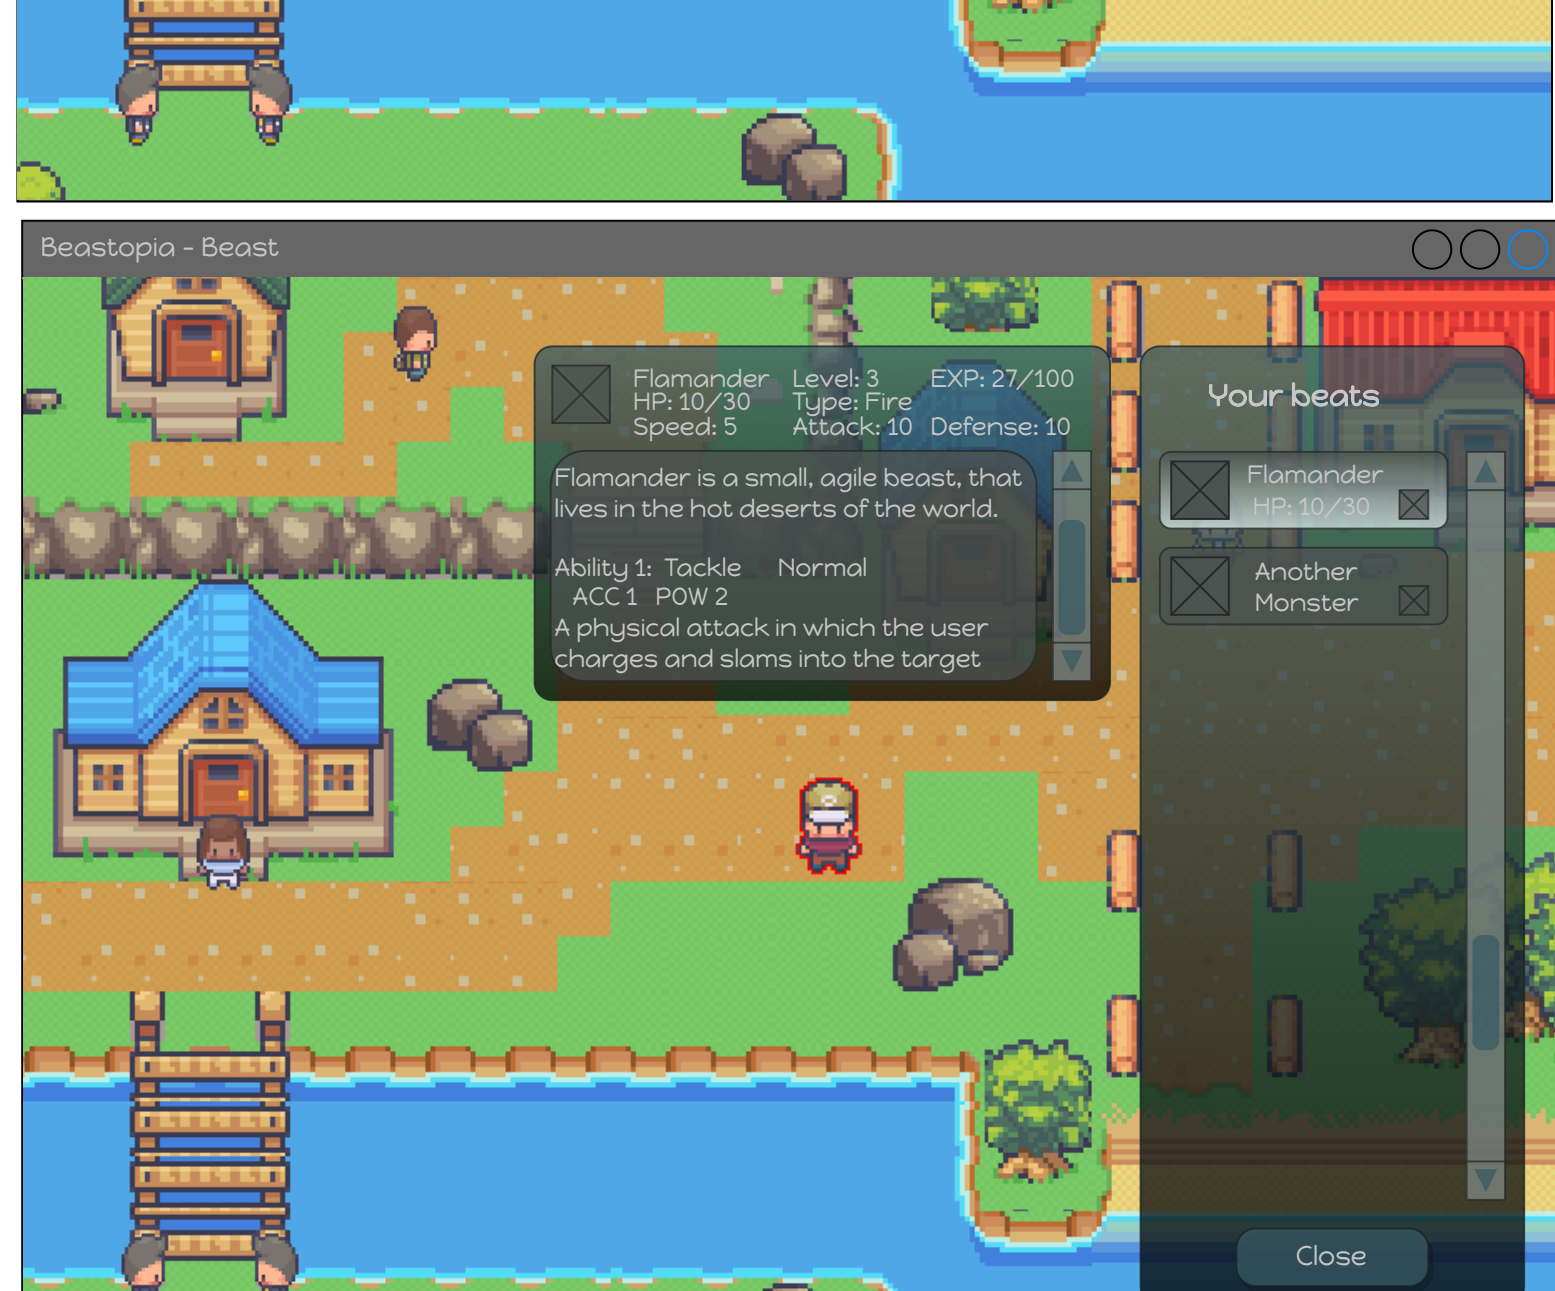 Beastopia - Beast
Flamander Level: 3 EXP: 27/100
HP: 10/30 Type: Fire
Speed: 5 Attack: 10 Defense: 10
Flamander is a small, agile beast, that
lives in the hot deserts of the world.
Ability 1: Tackle Normal
ACC 1 POW 2
A physical attack in which the user
charges and slams into the target
Your beats
Flamander
HP: 10/30
Another
Monster
Close